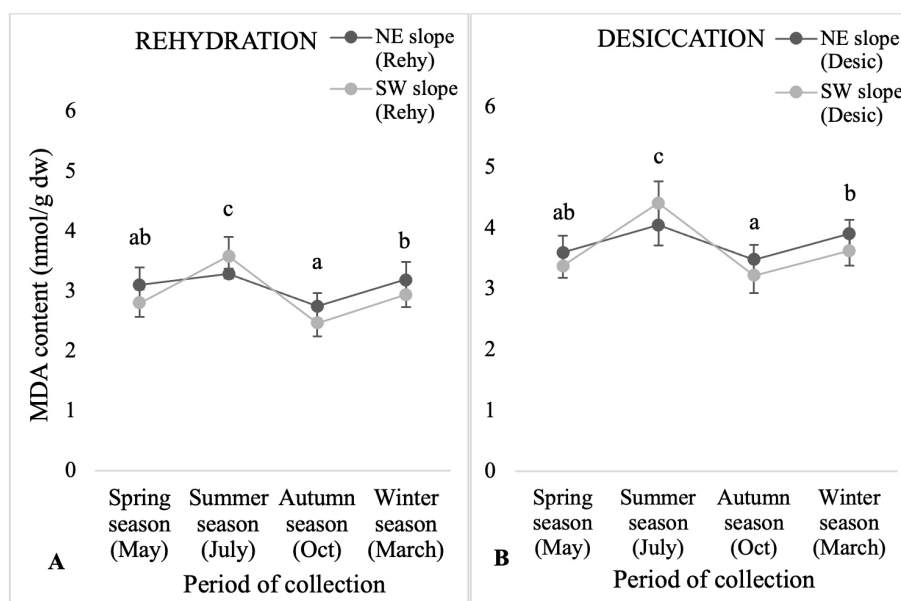 REHYDRATION
NE slope
(Rehy)
SW slope
(Rehy)
MDA content (nmol/g dw)
6
5
4
3
2
1
0
ab
c
a
b
Spring
season
(May)
Summer
season
(July)
Autumn
season
(Oct)
Winter
season
(March)
A
Period of collection
DESICCATION
NE slope
(Desic)
SW slope
(Desic)
6
5
4
3
2
1
0
ab
c
a
b
Spring
season
(May)
Summer
season
(July)
Autumn
season
(Oct)
Winter
season
(March)
B
Period of collection